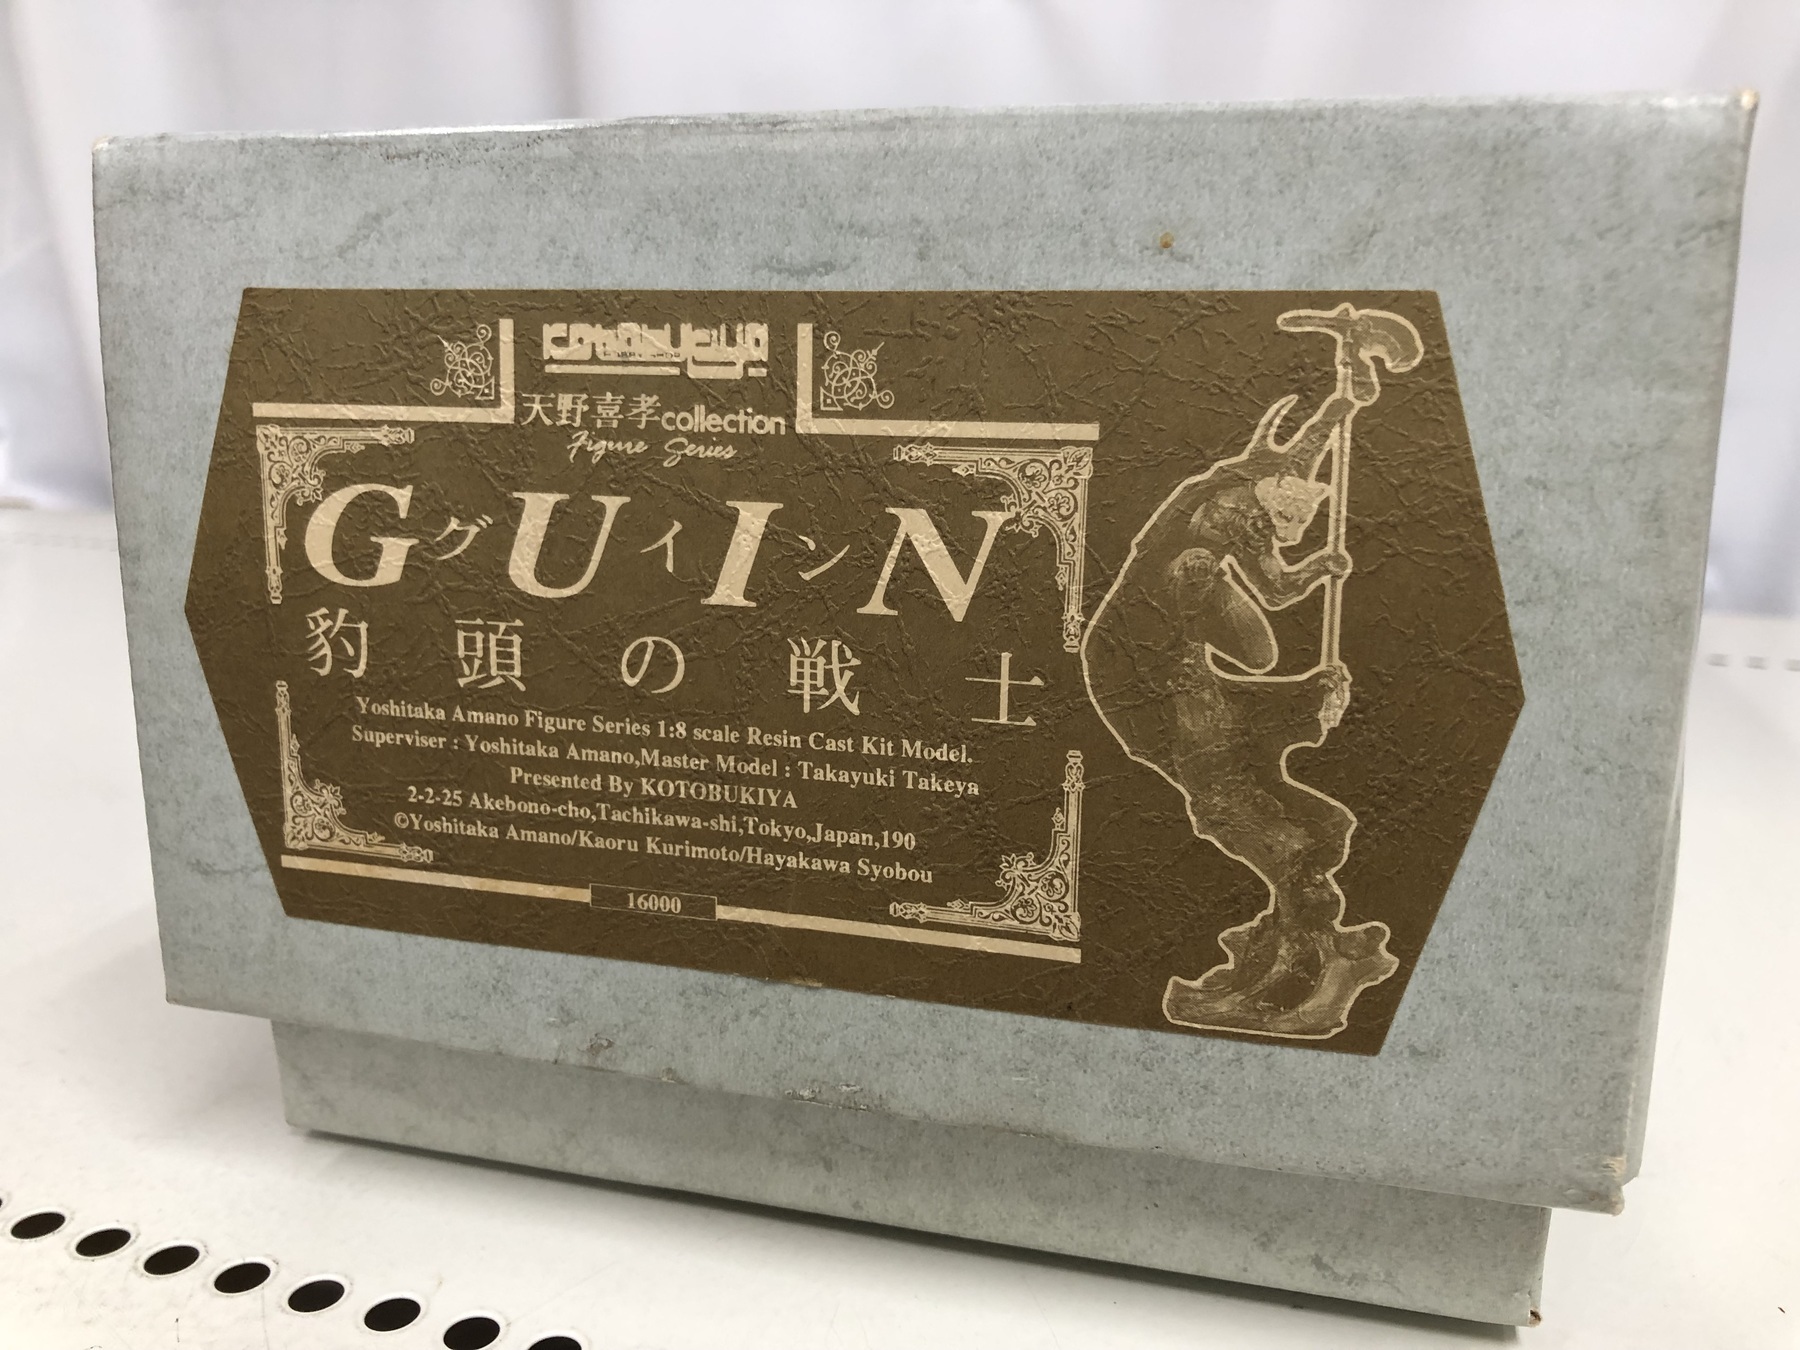 KOTOBUKIYA
天野喜孝collection
Figure Series
GグUイIンN
豹頭の戦士
Yoshitaka Amano Figure Series 1:8 scale Resin Cast Kit Model.
Superviser : Yoshitaka Amano,Master Model : Takayuki Takeya
Presented By KOTOBUKIYA
2-2-25 Akebono-cho,Tachikawa-shi,Tokyo,Japan,190
©Yoshitaka Amano/Kaoru Kurimoto/Hayakawa Syobou
16000